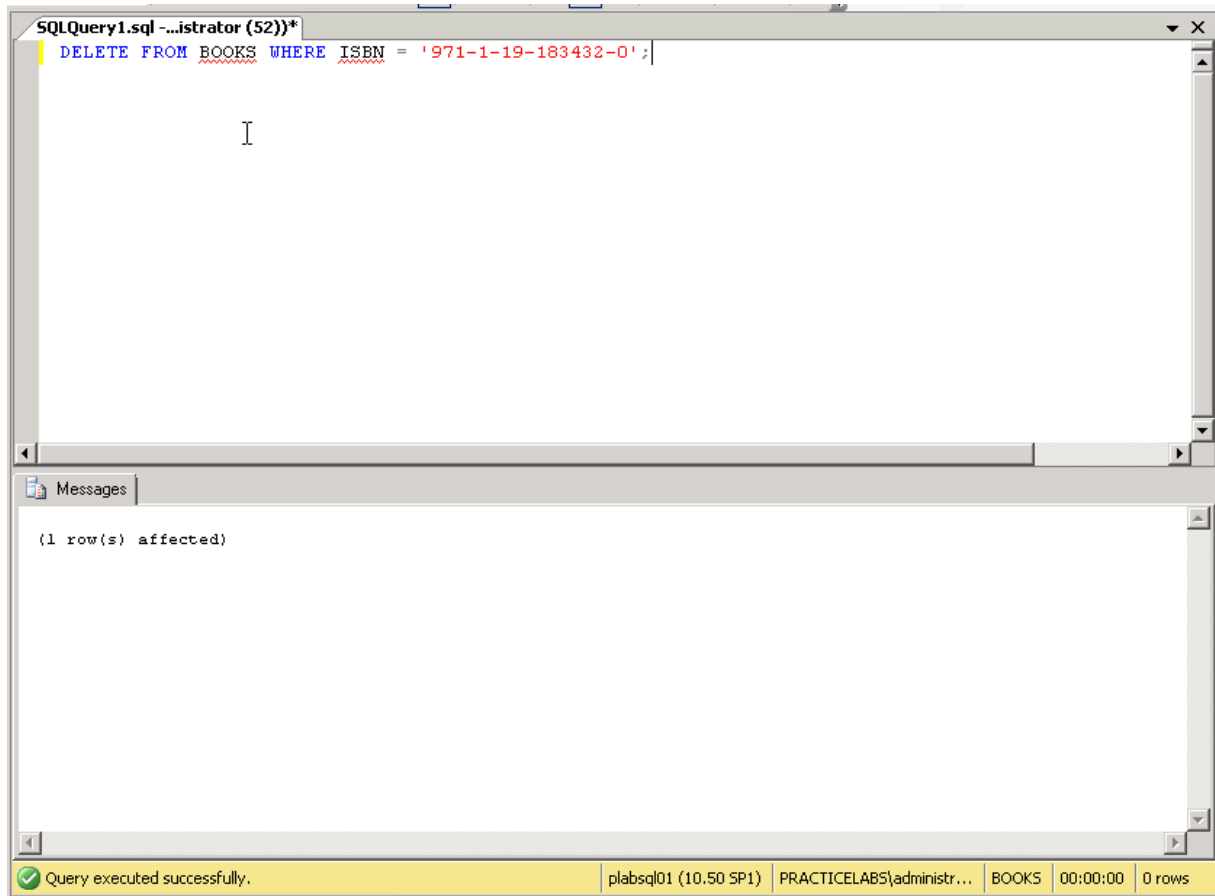 SQLQuery1.sql -...istrator (52))*
DELETE FROM BOOKS WHERE ISBN = '971-1-19-183432-0';
Messages
(1 row(s) affected)
Query executed successfully. plabsql01 (10.50 SP1) PRACTICELABS\administr... BOOKS 00:00:00 0 rows